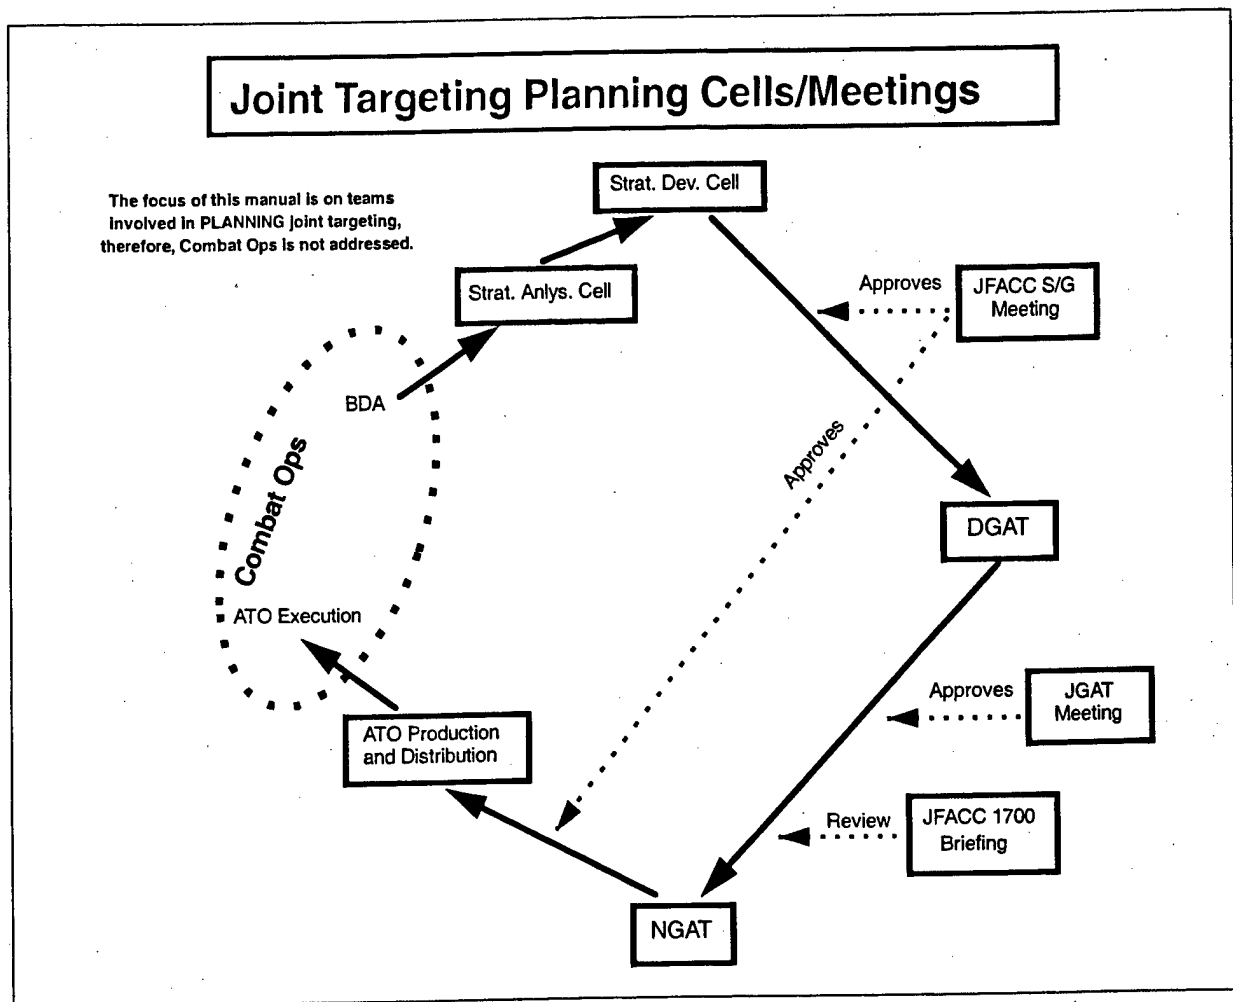 Joint Targeting Planning Cells/Meetings
The focus of this manual is on teams
involved in PLANNING joint targeting,
therefore, Combat Ops is not addressed.
Strat. Dev. Cell
Strat. Anlys. Cell
Approves
JFACC S/G
Meeting
BDA
Approves
Combat Ops
DGAT
ATO Execution
Approves
JGAT
Meeting
ATO Production
and Distribution
Review
JFACC 1700
Briefing
NGAT